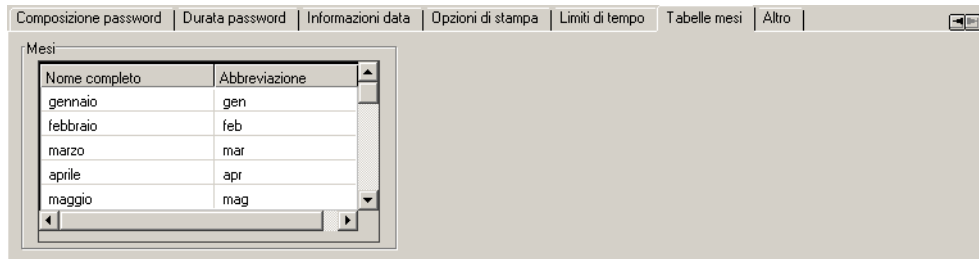 Composizione password Durata password Informazioni data Opzioni di stampa Limiti di tempo Tabelle mesi Altro
Mesi
Nome completo Abbreviazione
gennaio gen
febbraio feb
marzo mar
aprile apr
maggio mag